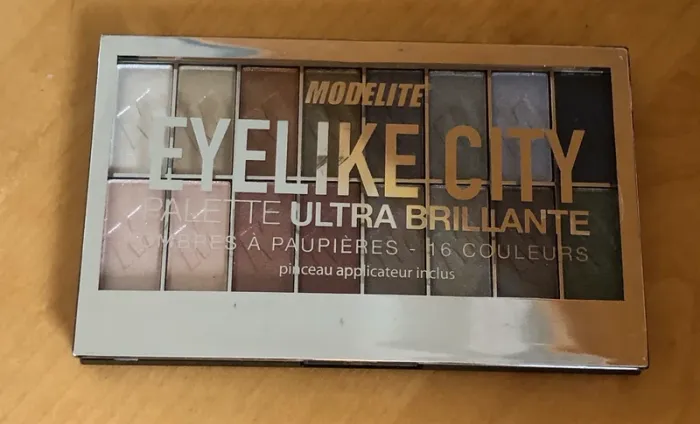 MODELITE
EYELIKE CITY
PALETTE ULTRA BRILLANTE
OMBRES À PAUPIÈRES - 16 COULEURS
pinceau applicateur inclus